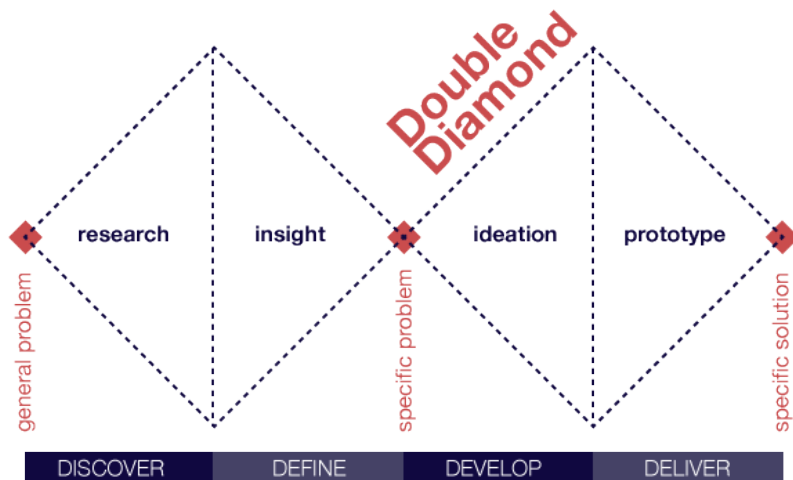 Double
Diamond
research
insight
ideation
prototype
general problem
specific problem
specific solution
DISCOVER
DEFINE
DEVELOP
DELIVER